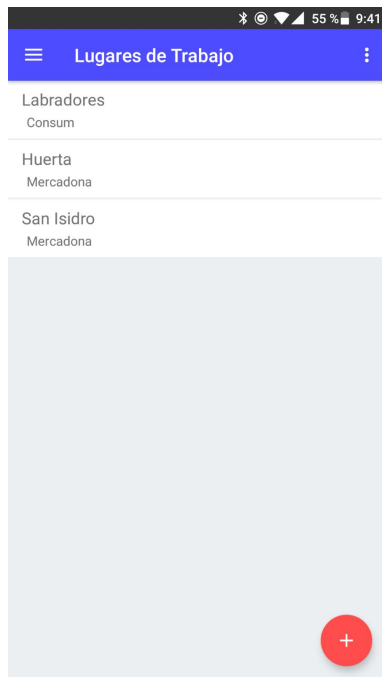 55 % 9:41
Lugares de Trabajo
Labradores
Consum
Huerta
Mercadona
San Isidro
Mercadona
+